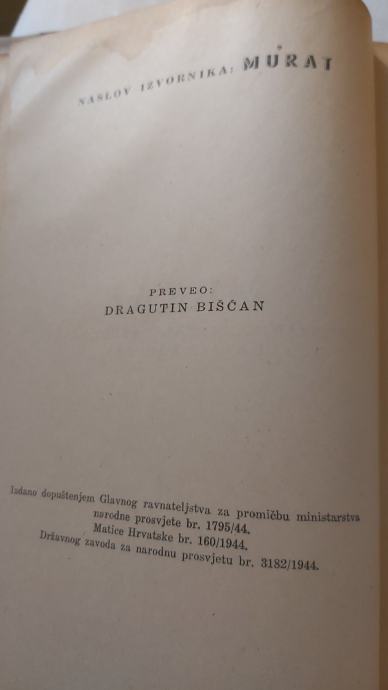 NASLOV IZVORNIKA: MURAT
PREVEO:
DRAGUTIN BIŠĆAN
Izdano dopuštenjem Glavnog ravnateljstva za promičbu ministarstva
narodne prosvjete br. 1795/44.
Matice Hrvatske br. 160/1944.
Državnog zavoda za narodnu prosvjetu br. 3182/1944.